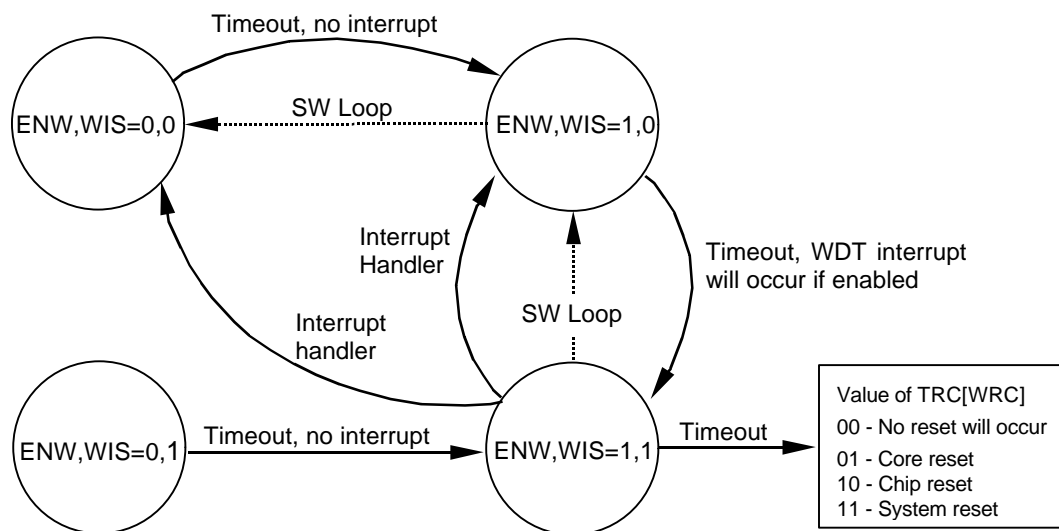 Timeout, no interrupt
ENW,WIS=0,0
SW Loop
ENW,WIS=1,0
Interrupt
Handler
Timeout, WDT interrupt
will occur if enabled
SW Loop
Interrupt
handler
ENW,WIS=0,1
Timeout, no interrupt
ENW,WIS=1,1
Timeout
Value of TRC[WRC]
00 - No reset will occur
01 - Core reset
10 - Chip reset
11 - System reset